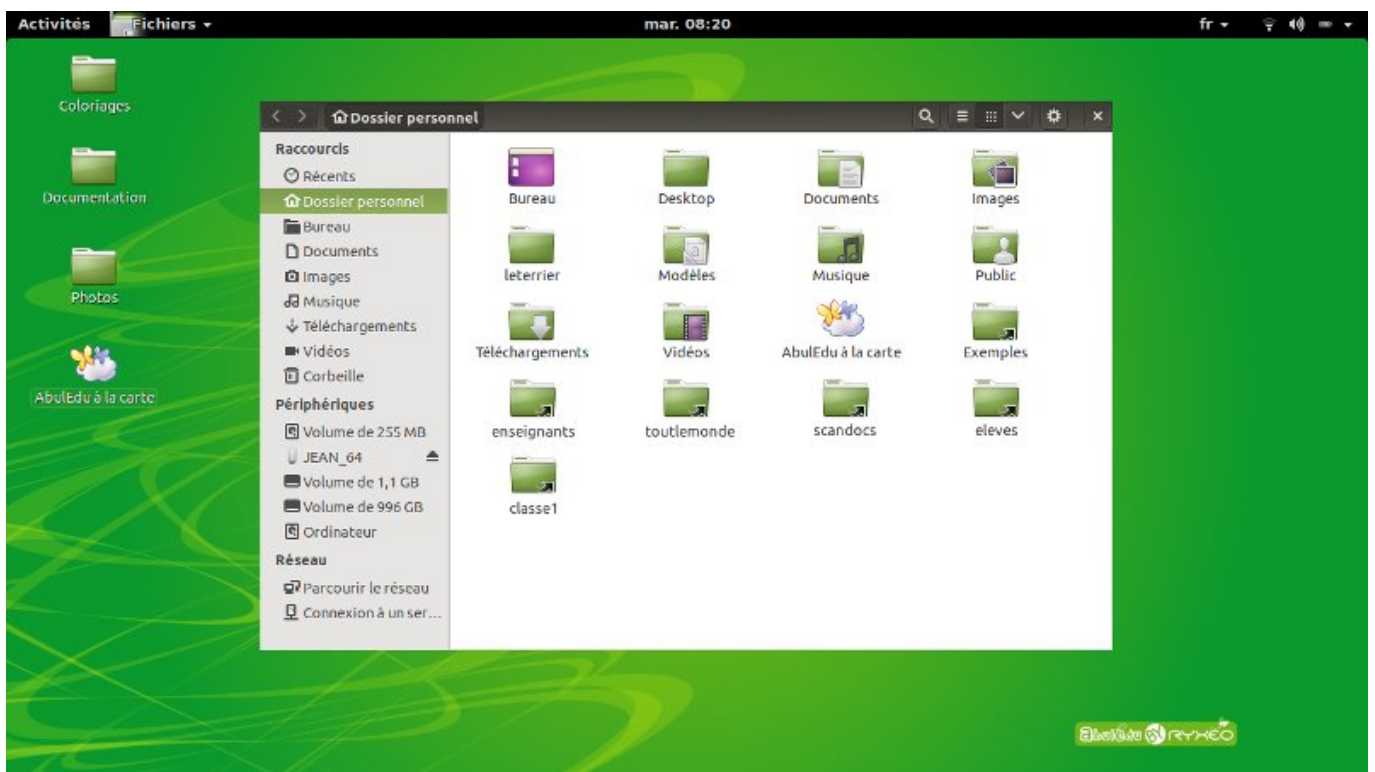 Activités Fichiers mar. 08:20 fr
Coloriages
Documentation
Photos
AbulEdu à la carte
Dossier personnel
Raccourcis
Récents
Dossier personnel
Bureau
Documents
Images
Musique
Téléchargements
Vidéos
Corbeille
Périphériques
Volume de 255 MB
JEAN_64
Volume de 1,1 GB
Volume de 996 GB
Ordinateur
Réseau
Parcourir le réseau
Connexion à un ser...
Bureau Desktop Documents Images
leterrier Modèles Musique Public
Téléchargements Vidéos AbulEdu à la carte Exemples
enseignants toutlemonde scandocs eleves
classe1
AbulEdu RYXEO